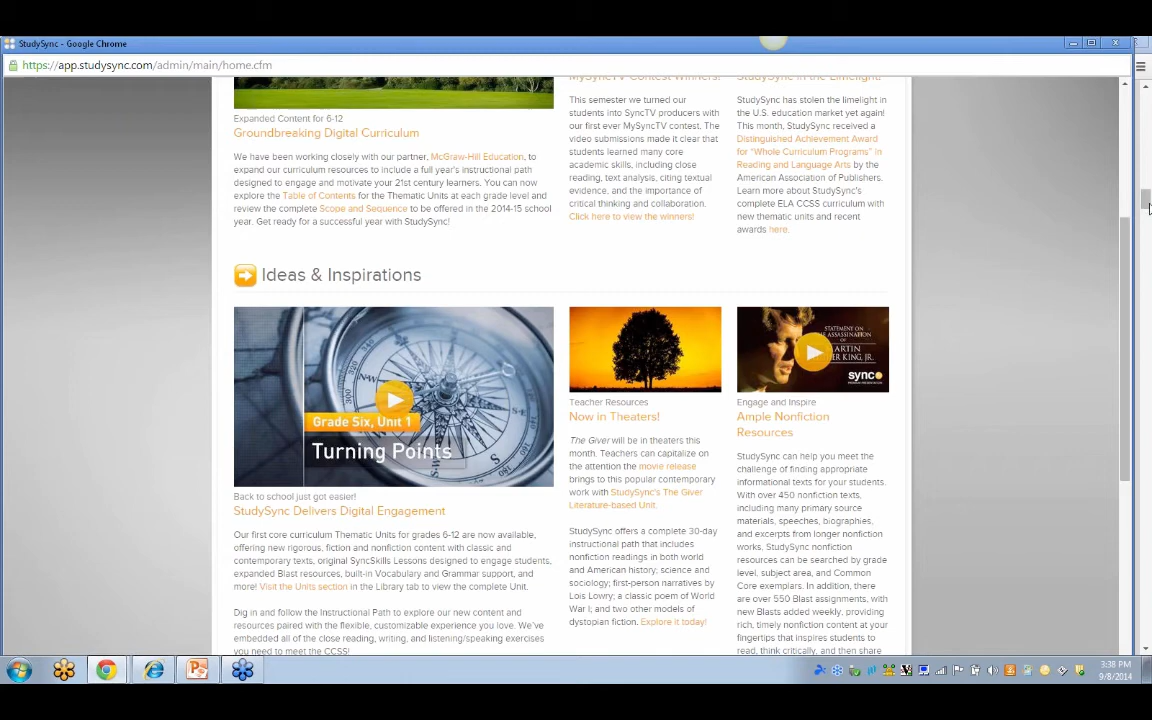 StudySync - Google Chrome
https://app.studysync.com/admin/main/home.cfm
MySyncTV Contest Winners!
StudySync in the Limelight!
Expanded Content for 6-12
Groundbreaking Digital Curriculum
We have been working closely with our partner, McGraw-Hill Education, to
expand our curriculum resources to include a full year's instructional path
designed to engage and motivate your 21st century learners. You can now
explore the Table of Contents for the Thematic Units at each grade level and
review the complete Scope and Sequence to be offered in the 2014-15 school
year. Get ready for a successful year with StudySync!
This semester we turned our
students into SyncTV producers with
our first ever MySyncTV contest. The
video submissions made it clear that
students learned many core
academic skills, including close
reading, text analysis, citing textual
evidence, and the importance of
critical thinking and collaboration.
Click here to view the winners!
StudySync has stolen the limelight in
the U.S. education market yet again!
This month, StudySync received a
Distinguished Achievement Award
for "Whole Curriculum Programs" in
Reading and Language Arts by the
American Association of Publishers.
Learn more about StudySync's
complete ELA CCSS curriculum with
new thematic units and recent
awards here.
Ideas & Inspirations
Grade Six, Unit 1
Turning Points
Back to school just got easier!
StudySync Delivers Digital Engagement
Our first core curriculum Thematic Units for grades 6-12 are now available,
offering new rigorous, fiction and nonfiction content with classic and
contemporary texts, original SyncSkills Lessons designed to engage students,
expanded Blast resources, built-in Vocabulary and Grammar support, and
more! Visit the Units section in the Library tab to view the complete Unit.
Dig in and follow the Instructional Path to explore our new content and
resources paired with the flexible, customizable experience you love. We've
embedded all of the close reading, writing, and listening/speaking exercises
you need to meet the CCSS!
Teacher Resources
Now in Theaters!
The Giver will be in theaters this
month. Teachers can capitalize on
the attention the movie release
brings to this popular contemporary
work with StudySync's The Giver
Literature-based Unit.
StudySync offers a complete 30-day
instructional path that includes
nonfiction readings in both world
and American history; science and
sociology; first-person narratives by
Lois Lowry; a classic poem of World
War I; and two other models of
dystopian fiction. Explore it today!
STATEMENT ON
THE ASSASSINATION
OF
MARTIN
LUTHER KING, JR.
sync
Engage and Inspire
Ample Nonfiction
Resources
StudySync can help you meet the
challenge of finding appropriate
informational texts for your students.
With over 450 nonfiction texts,
including many primary source
materials, speeches, biographies,
and excerpts from longer nonfiction
works. StudySync nonfiction
resources can be searched by grade
level, subject area, and Common
Core exemplars. In addition, there
are over 550 Blast assignments, with
new Blasts added weekly, providing
rich, timely nonfiction content at your
fingertips that inspires students to
read, think critically, and then share
3:38 PM
9/8/2014